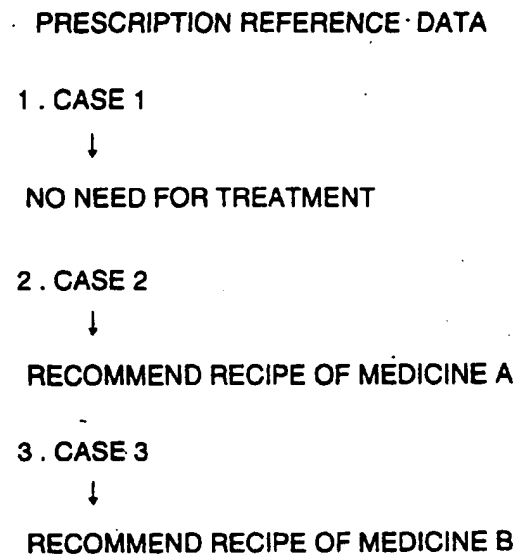 PRESCRIPTION REFERENCE DATA
1 . CASE 1
↓
NO NEED FOR TREATMENT
2 . CASE 2
↓
RECOMMEND RECIPE OF MEDICINE A
3 . CASE 3
↓
RECOMMEND RECIPE OF MEDICINE B